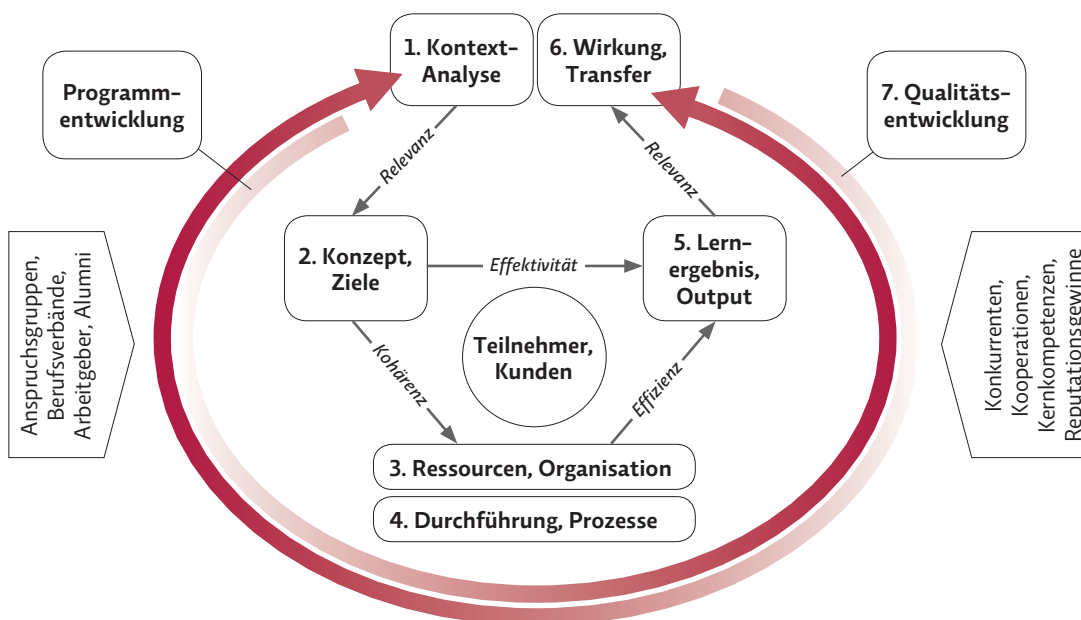 1. Kontext-
Analyse
6. Wirkung,
Transfer
Programm-
entwicklung
7. Qualitäts-
entwicklung
Relevanz
Relevanz
2. Konzept,
Ziele
Effektivität
5. Lern-
ergebnis,
Output
Anspruchsgruppen,
Berufsverbände,
Arbeitgeber, Alumni
Teilnehmer,
Kunden
Konkurrenten,
Kooperationen,
Kernkompetenzen,
Reputationsgewinne
Kohärenz
Effizienz
3. Ressourcen, Organisation
4. Durchführung, Prozesse